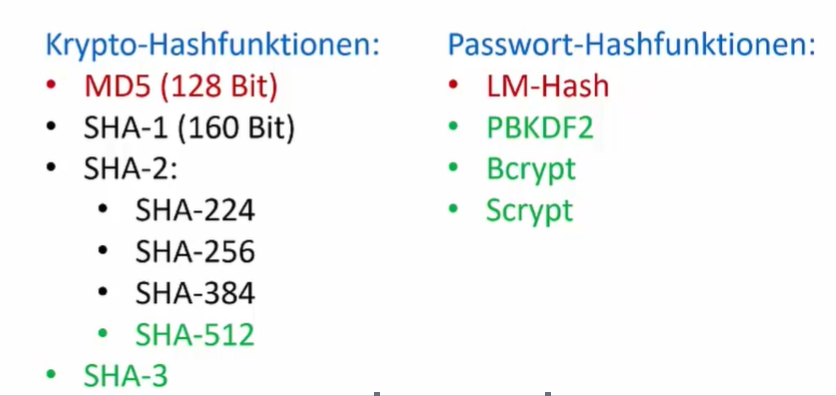 Krypto-Hashfunktionen:
• MD5 (128 Bit)
• SHA-1 (160 Bit)
• SHA-2:
• SHA-224
• SHA-256
• SHA-384
• SHA-512
• SHA-3
Passwort-Hashfunktionen:
• LM-Hash
• PBKDF2
• Bcrypt
• Scrypt